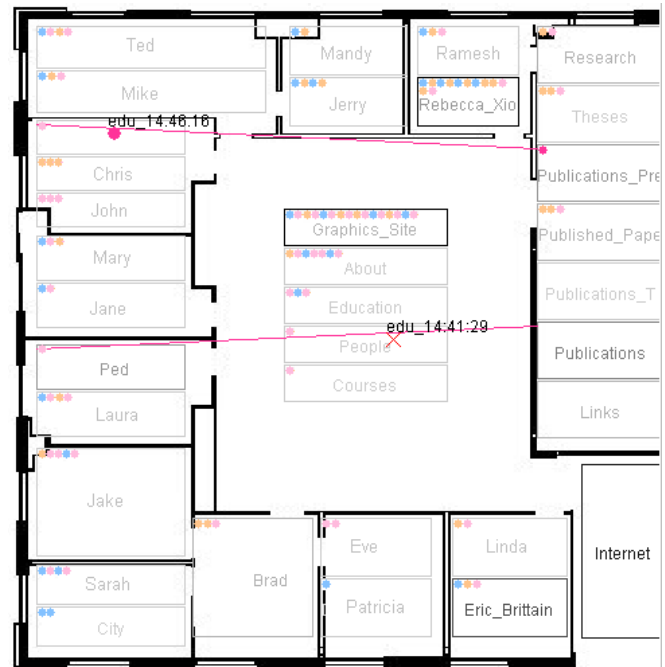 Ted
Mandy
Ramesh
Research
Mike
Jerry
Rebecca_Xio
Theses
edu_14:46:16
Chris
Publications_Pre
John
Graphics_Site
Published_Pape
Mary
About
Jane
Education
Publications_T
edu_14:41:29
People
Publications
Ped
Courses
Laura
Links
Jake
Eve
Linda
Internet
Sarah
Brad
City
Patricia
Eric_Brittain